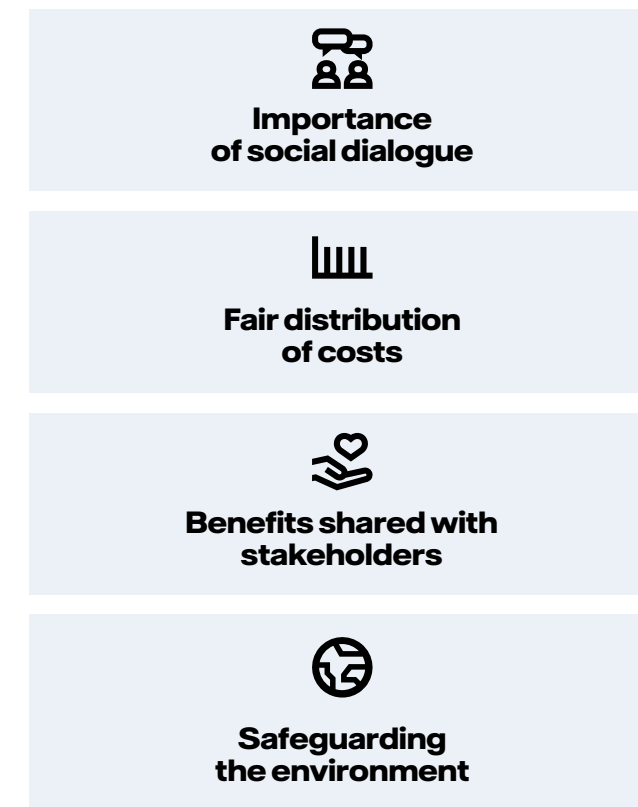 Importance
of social dialogue
Fair distribution
of costs
Benefits shared with
stakeholders
Safeguarding
the environment